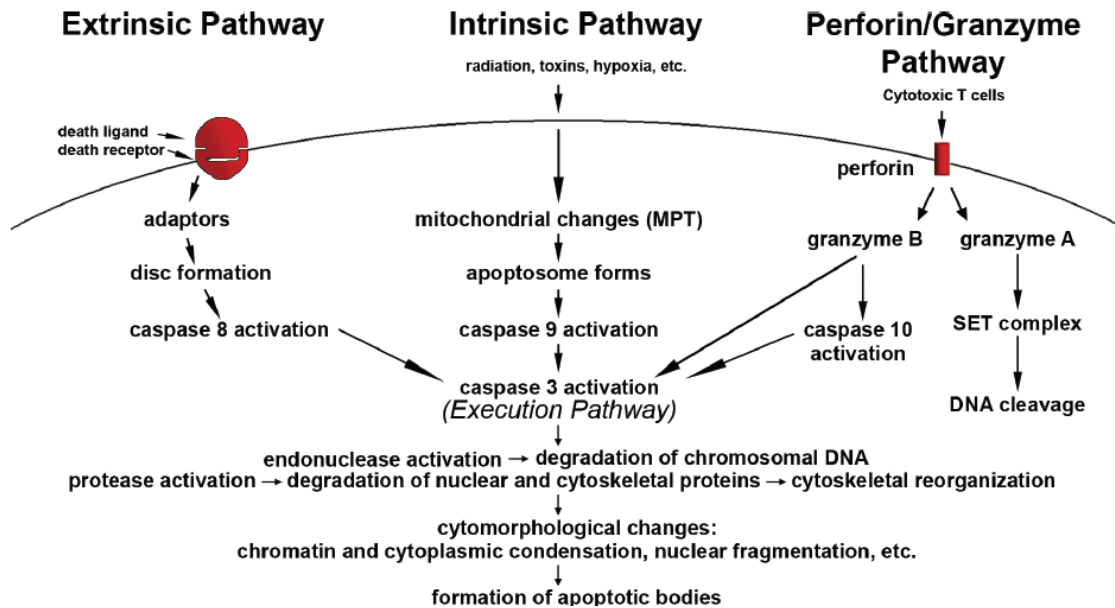 Extrinsic Pathway
Intrinsic Pathway
Perforin/Granzyme
Pathway
radiation, toxins, hypoxia, etc.
Cytotoxic T cells
death ligand
death receptor
perforin
adaptors
mitochondrial changes (MPT)
granzyme B
granzyme A
disc formation
apoptosome forms
caspase 8 activation
caspase 9 activation
caspase 10
activation
SET complex
caspase 3 activation
(Execution Pathway)
DNA cleavage
endonuclease activation → degradation of chromosomal DNA
protease activation → degradation of nuclear and cytoskeletal proteins → cytoskeletal reorganization
cytomorphological changes:
chromatin and cytoplasmic condensation, nuclear fragmentation, etc.
formation of apoptotic bodies